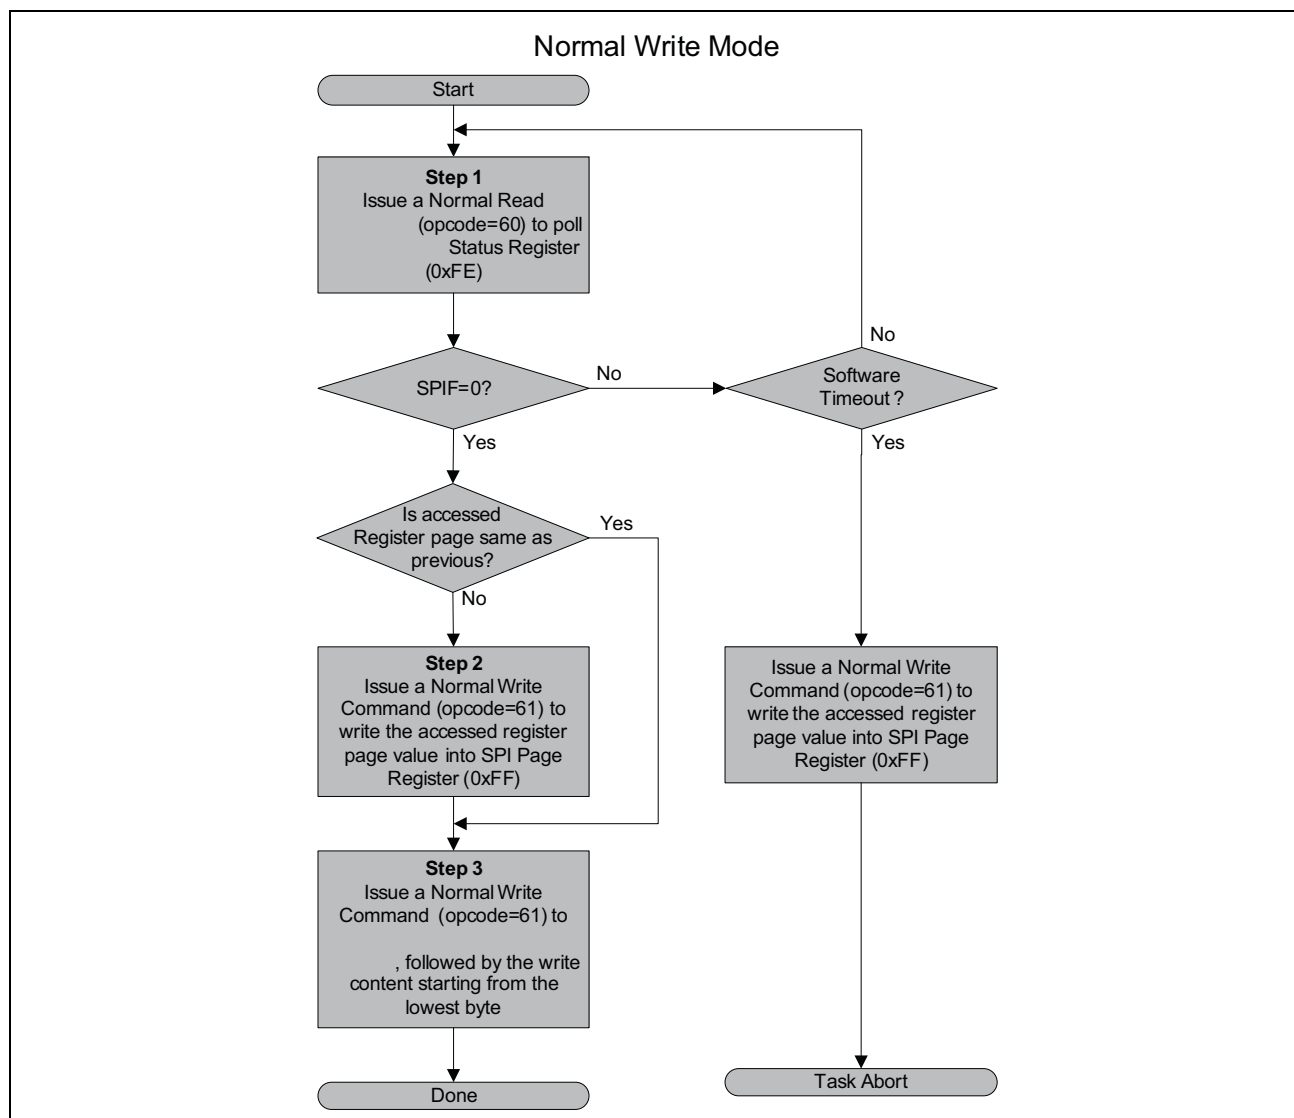 Normal Write Mode
Start
Step 1
Issue a Normal Read
(opcode=60) to poll
Status Register
(0xFE)
No
SPIF=0?
No
Software
Timeout ?
Yes
Yes
Is accessed
Register page same as
previous?
Yes
No
Step 2
Issue a Normal Write
Command (opcode=61) to
write the accessed register
page value into SPI Page
Register (0xFF)
Issue a Normal Write
Command (opcode=61) to
write the accessed register
page value into SPI Page
Register (0xFF)
Step 3
Issue a Normal Write
Command (opcode=61) to
, followed by the write
content starting from the
lowest byte
Done
Task Abort